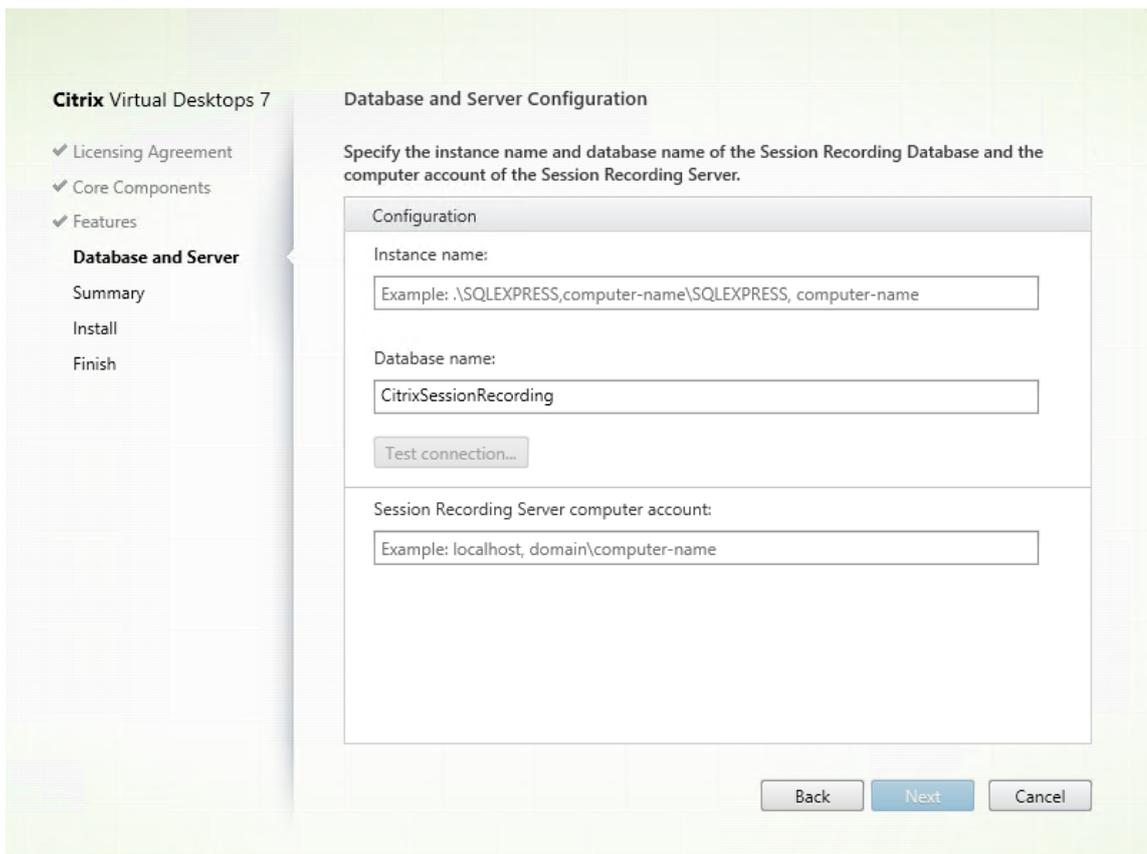 Citrix Virtual Desktops 7
Licensing Agreement
Core Components
Features
Database and Server
Summary
Install
Finish
Database and Server Configuration
Specify the instance name and database name of the Session Recording Database and the
computer account of the Session Recording Server.
Configuration
Instance name:
Example: .\SQLEXPRESS,computer-name\SQLEXPRESS, computer-name
Database name:
CitrixSessionRecording
Test connection...
Session Recording Server computer account:
Example: localhost, domain\computer-name
Back
Next
Cancel